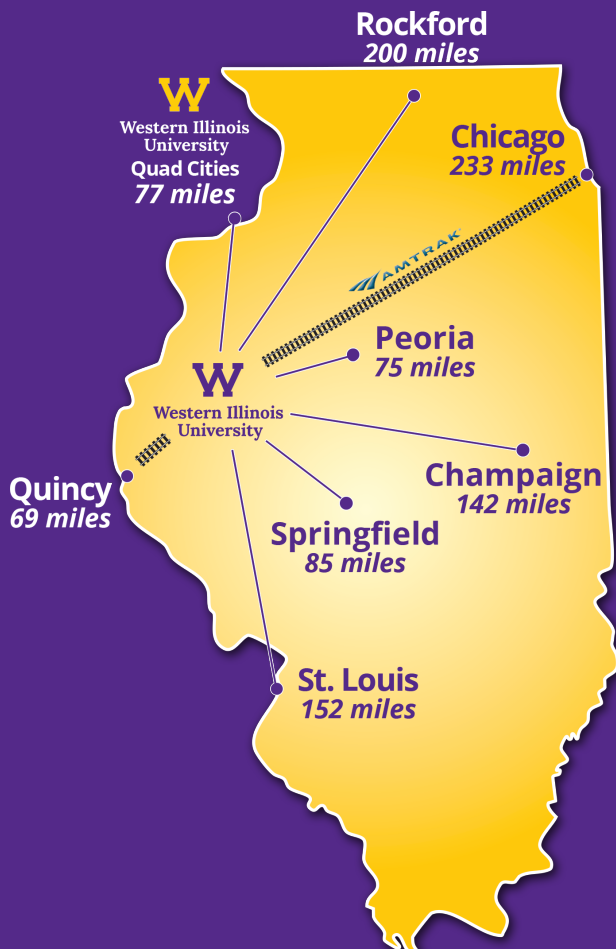 Rockford
200 miles
W
Western Illinois
University
Quad Cities
77 miles
Chicago
233 miles
AMTRAK
Peoria
75 miles
W
Western Illinois
University
Champaign
142 miles
Quincy
69 miles
Springfield
85 miles
St. Louis
152 miles